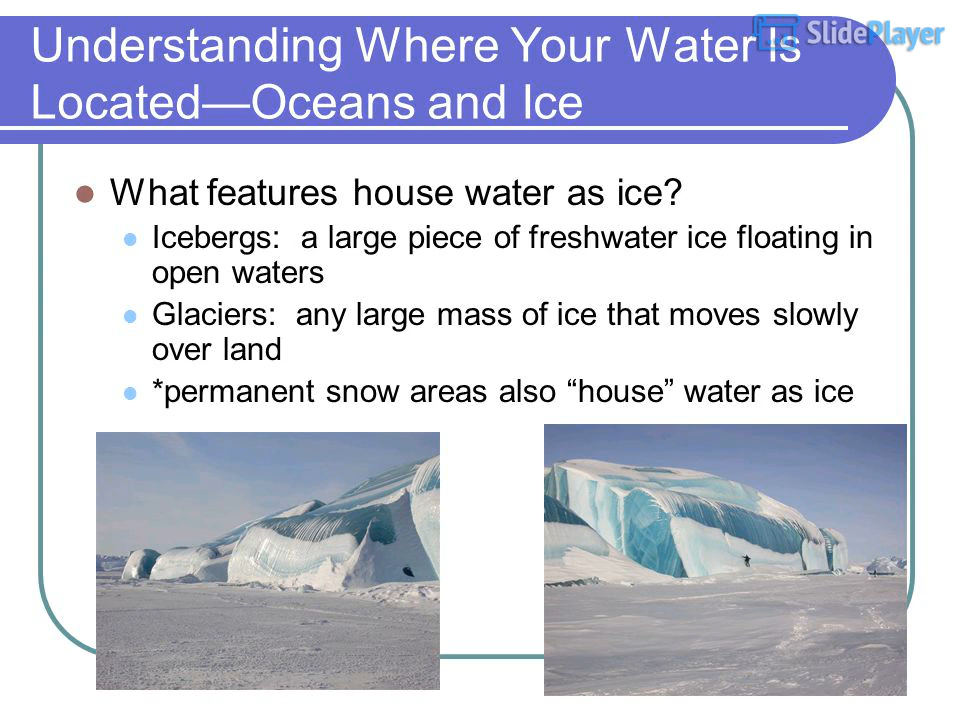 Understanding Where Your Water is
Located—Oceans and Ice
SlidePlayer
What features house water as ice?
Icebergs: a large piece of freshwater ice floating in
open waters
Glaciers: any large mass of ice that moves slowly
over land
*permanent snow areas also “house” water as ice